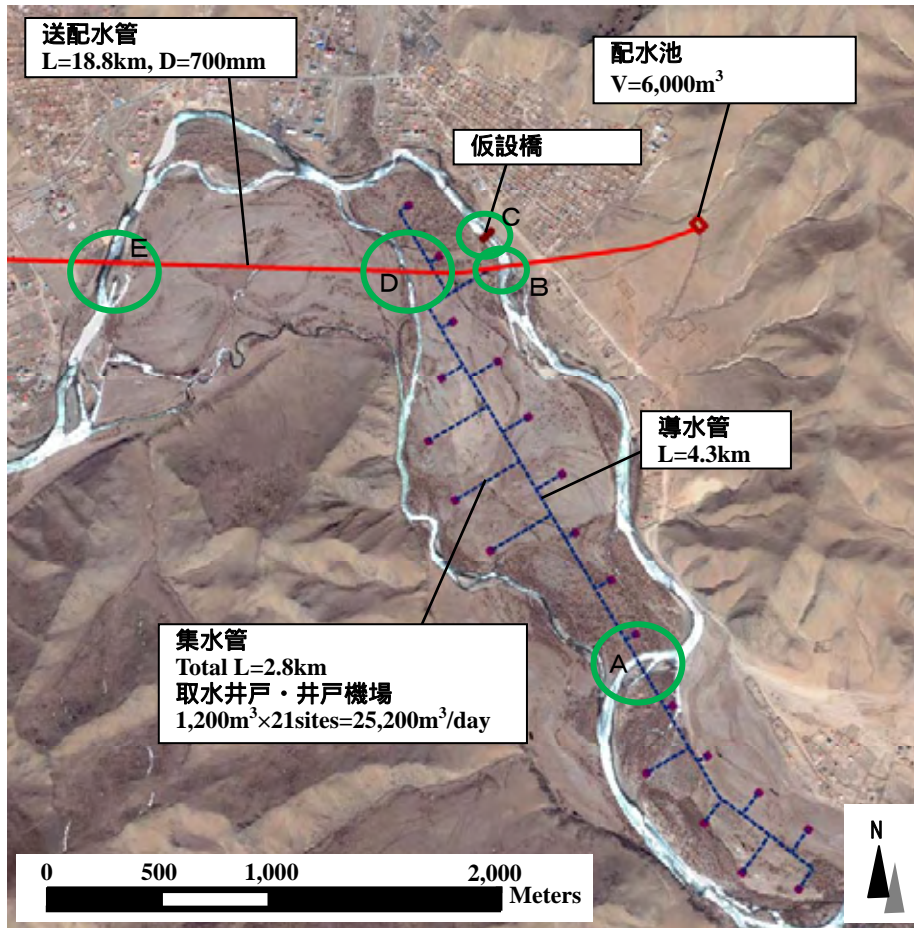 送配水管
L=18.8km, D=700mm
配水池
V=6,000m³
仮設橋
C
E
D
B
導水管
L=4.3km
集水管
Total L=2.8km
取水井戸・井戸機場
1,200m³×21sites=25,200m³/day
A
N
0 500 1,000 2,000
Meters